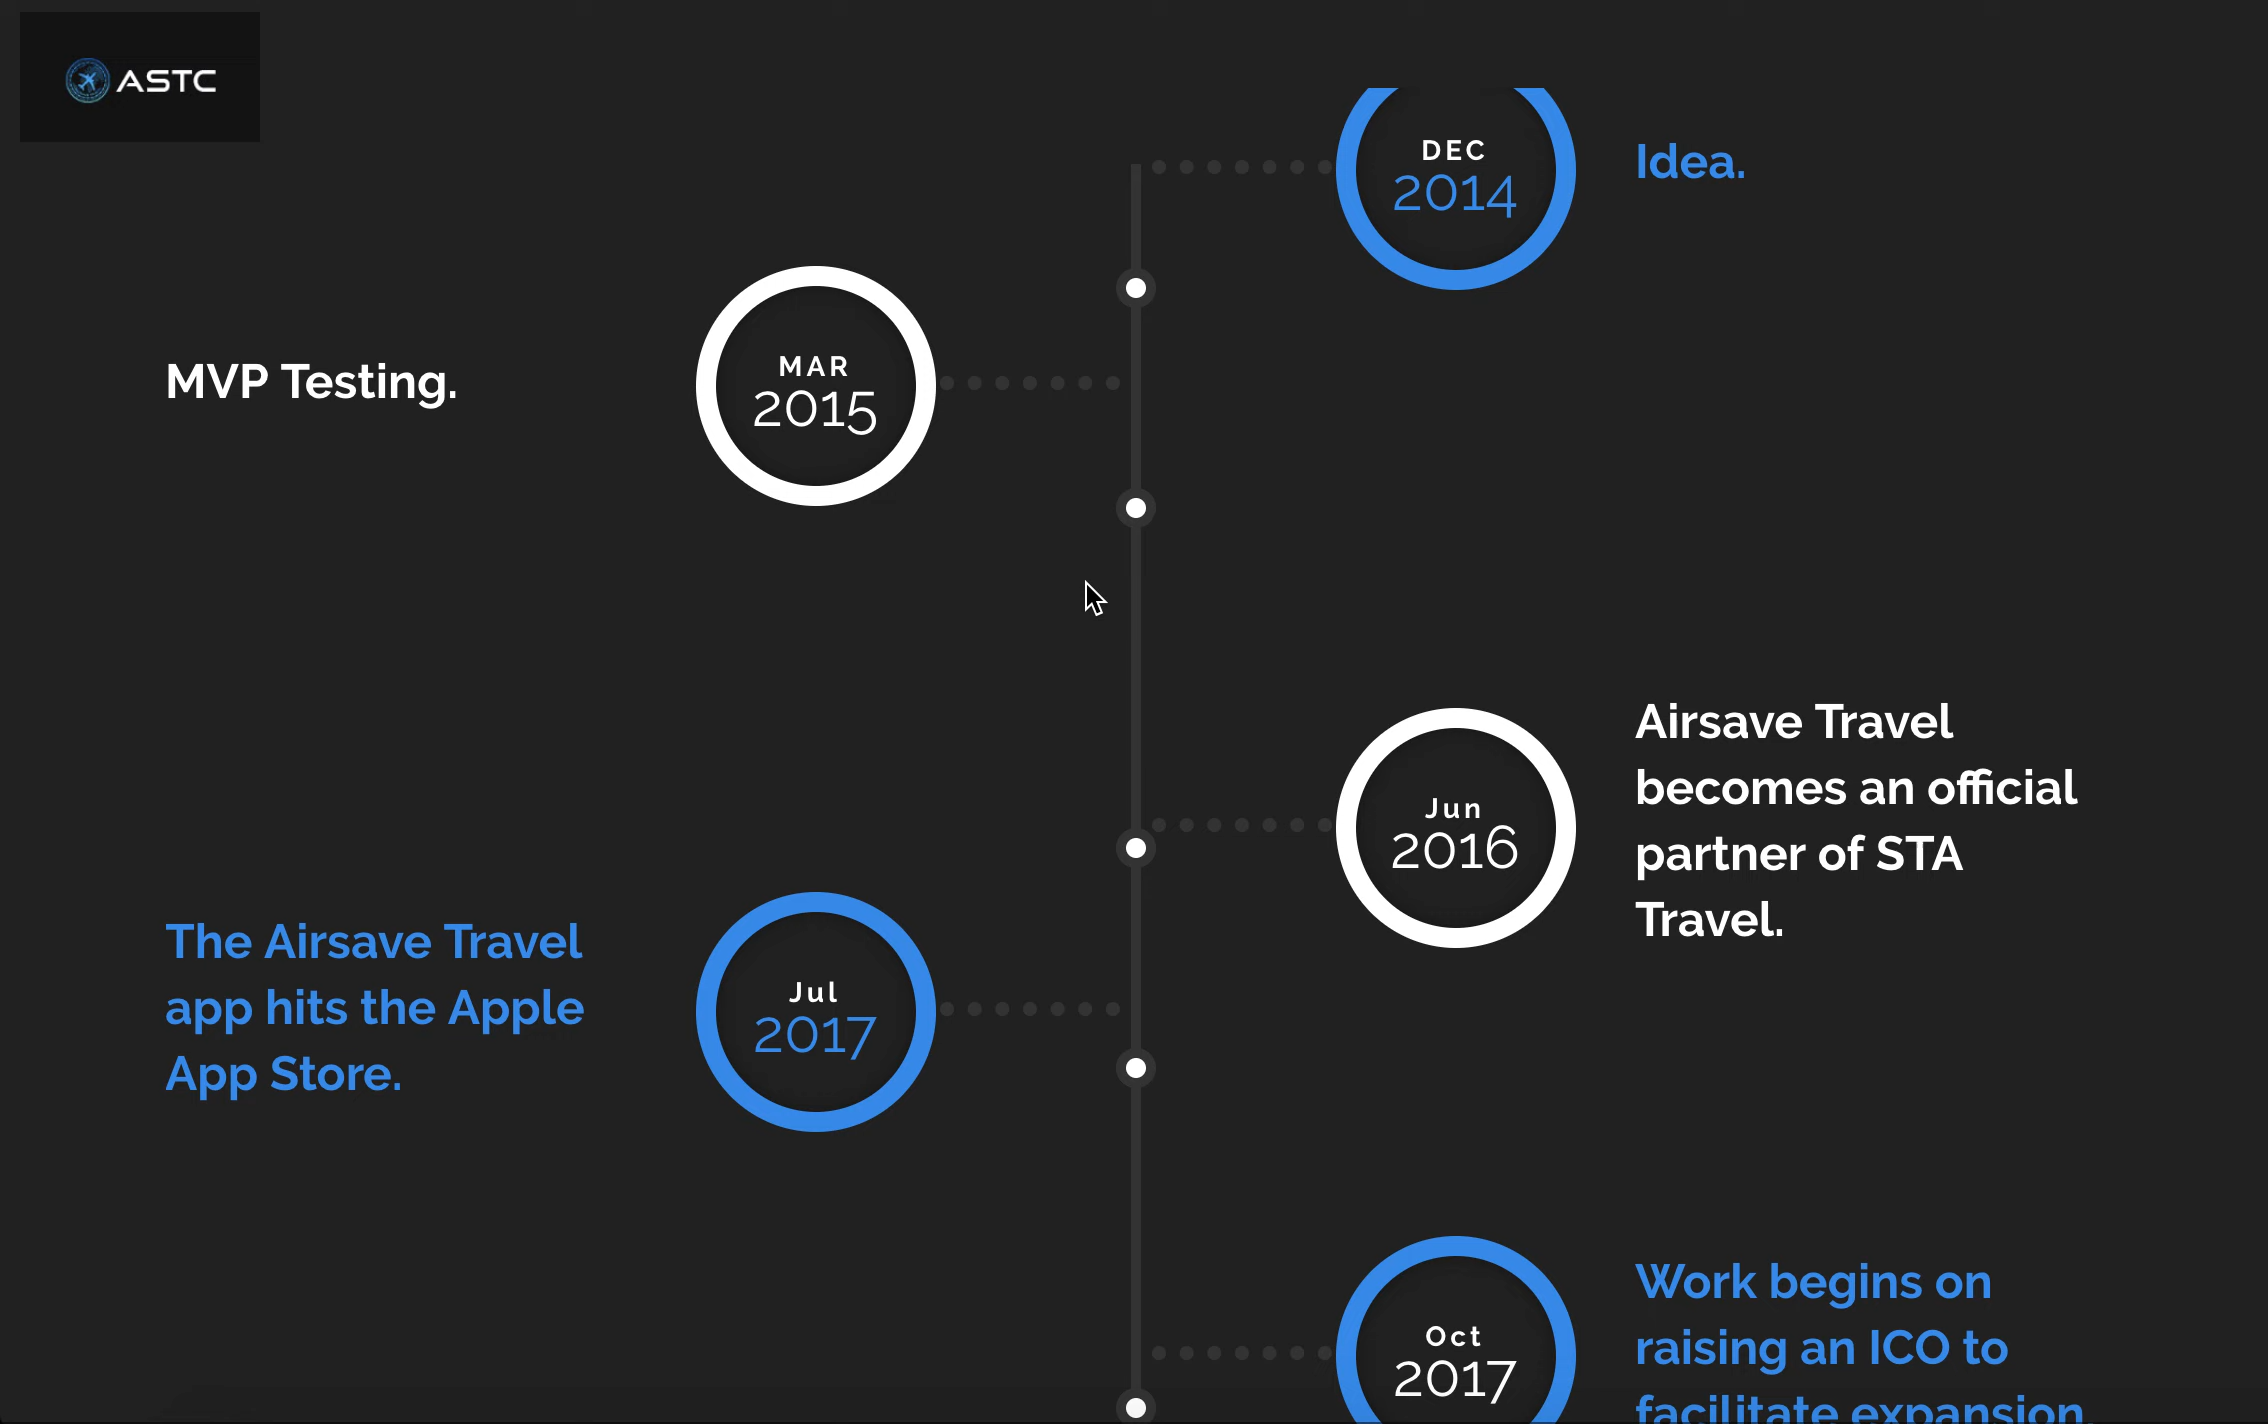 ASTC
DEC
2014
Idea.
MVP Testing.
MAR
2015
Jun
2016
Airsave Travel
becomes an official
partner of STA
Travel.
The Airsave Travel
app hits the Apple
App Store.
Jul
2017
Oct
2017
Work begins on
raising an ICO to
facilitate expansion.